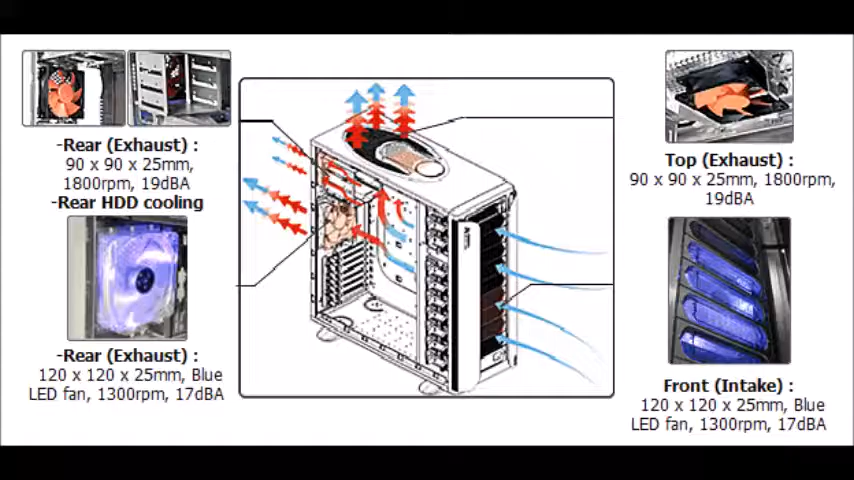 -Rear (Exhaust) :
90 x 90 x 25mm,
1800rpm, 19dBA
-Rear HDD cooling
-Rear (Exhaust) :
120 x 120 x 25mm, Blue
LED fan, 1300rpm, 17dBA
Top (Exhaust) :
90 x 90 x 25mm, 1800rpm,
19dBA
Front (Intake) :
120 x 120 x 25mm, Blue
LED fan, 1300rpm, 17dBA